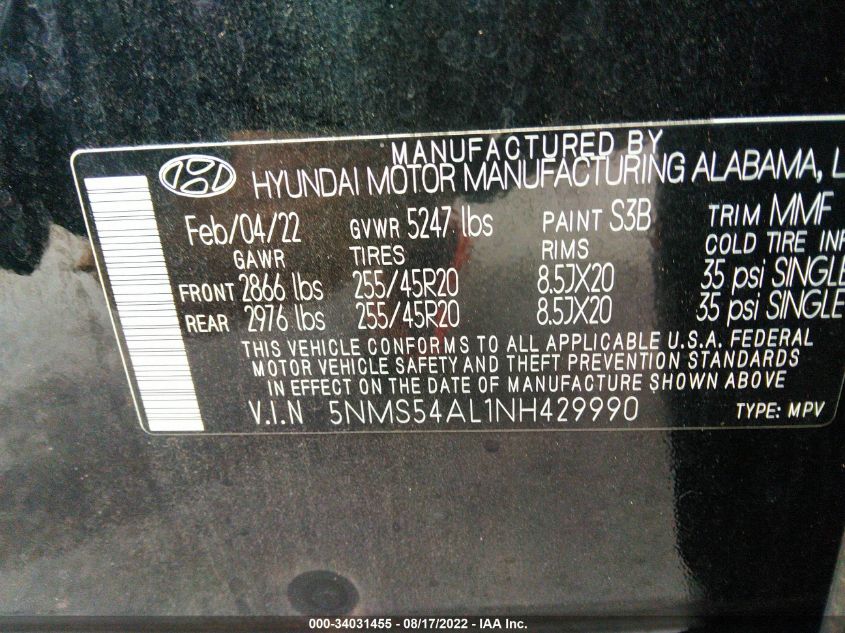 MANUFACTURED BY
HYUNDAI MOTOR MANUFACTURING ALABAMA,
Feb/04/22 GVWR 5247 lbs PAINT S3B TRIM MMF
GAWR TIRES RIMS COLD TIRE
FRONT 2866 lbs 255/45R20 8.5JX20 35 psi SINGLE
REAR 2976 lbs 255/45R20 8.5JX20 35 psi SINGLE
THIS VEHICLE CONFORMS TO ALL APPLICABLE U.S.A. FEDERAL
MOTOR VEHICLE SAFETY AND THEFT PREVENTION STANDARDS
IN EFFECT ON THE DATE OF MANUFACTURE SHOWN ABOVE
V.I.N 5NMS54AL1NH429990 TYPE: MPV
000-34031455 - 08/17/2022 - IAA Inc.